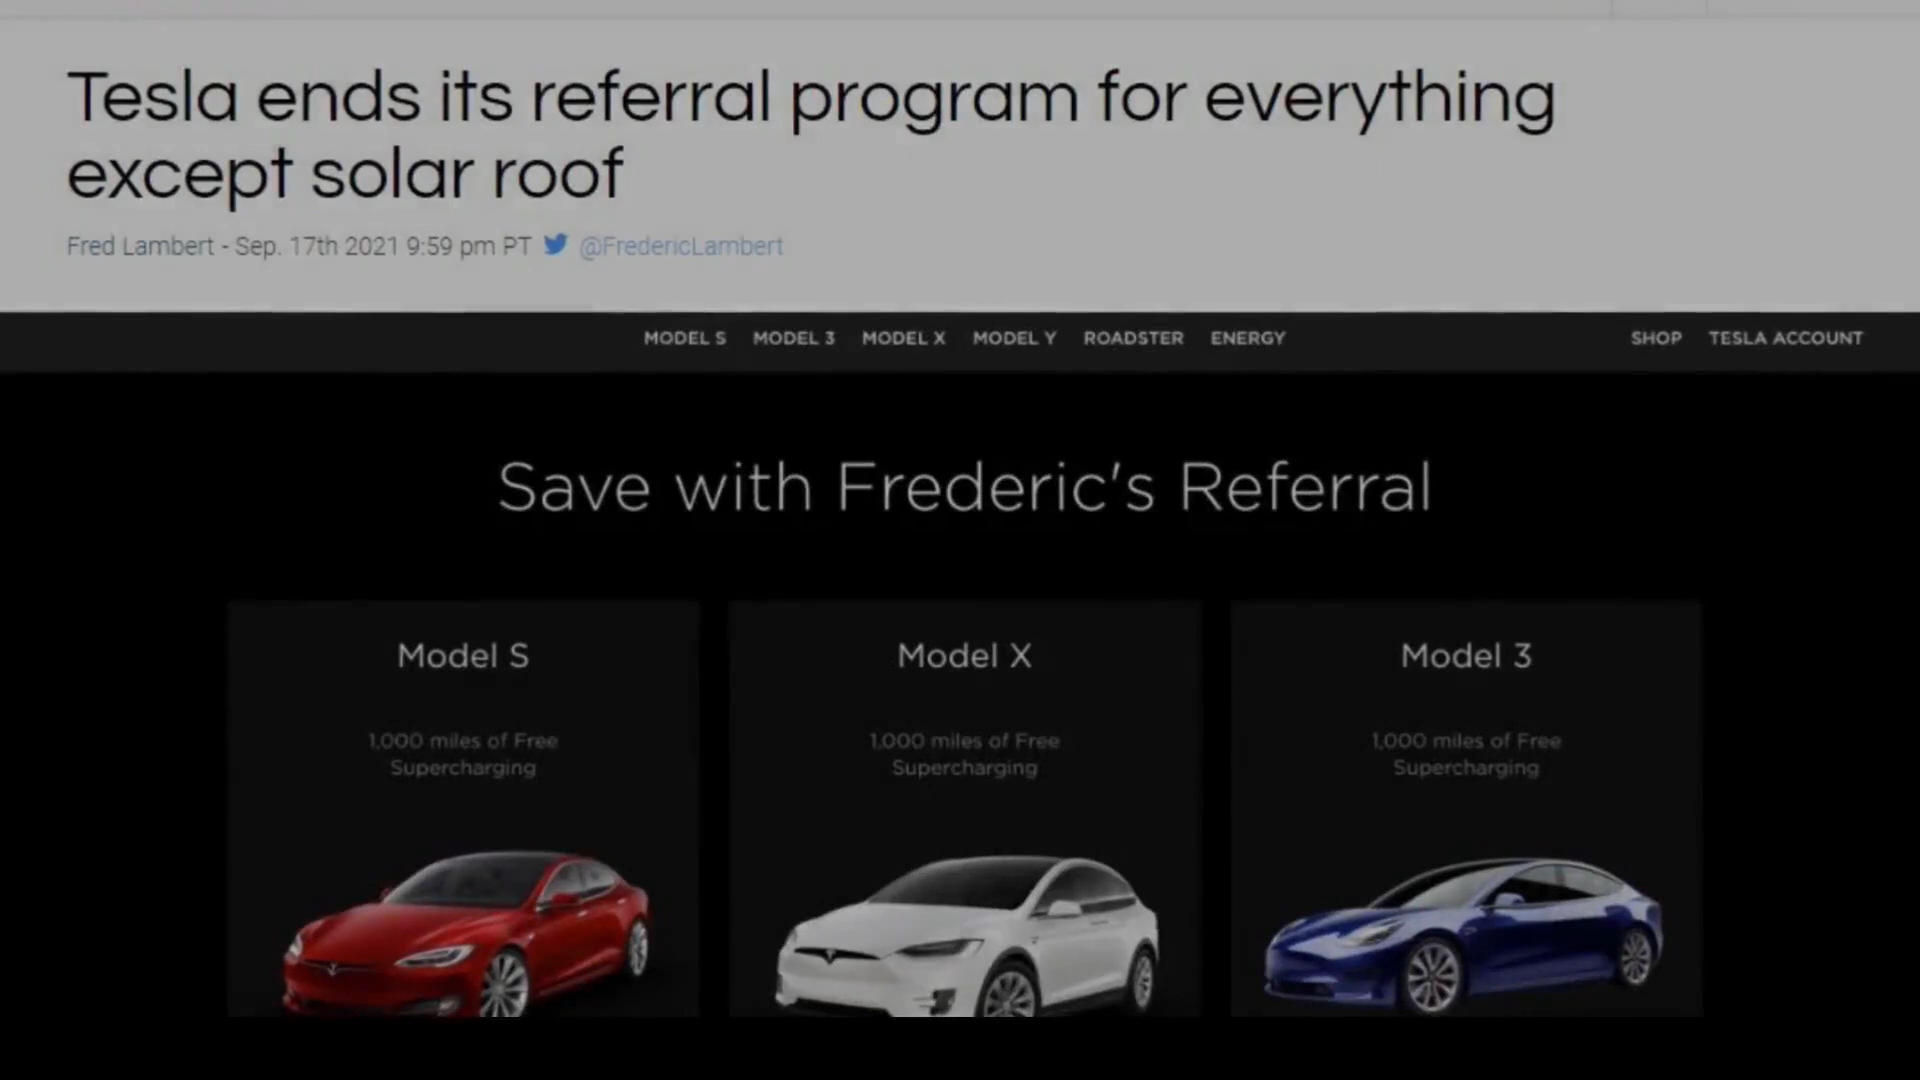 Tesla ends its referral program for everything
except solar roof
Fred Lambert - Sep. 17th 2021 9:59 pm PT @FredericLambert
MODEL S MODEL 3 MODEL X MODEL Y ROADSTER ENERGY SHOP TESLA ACCOUNT
Save with Frederic's Referral
Model S Model X Model 3
1,000 miles of Free 1,000 miles of Free 1,000 miles of Free
Supercharging Supercharging Supercharging